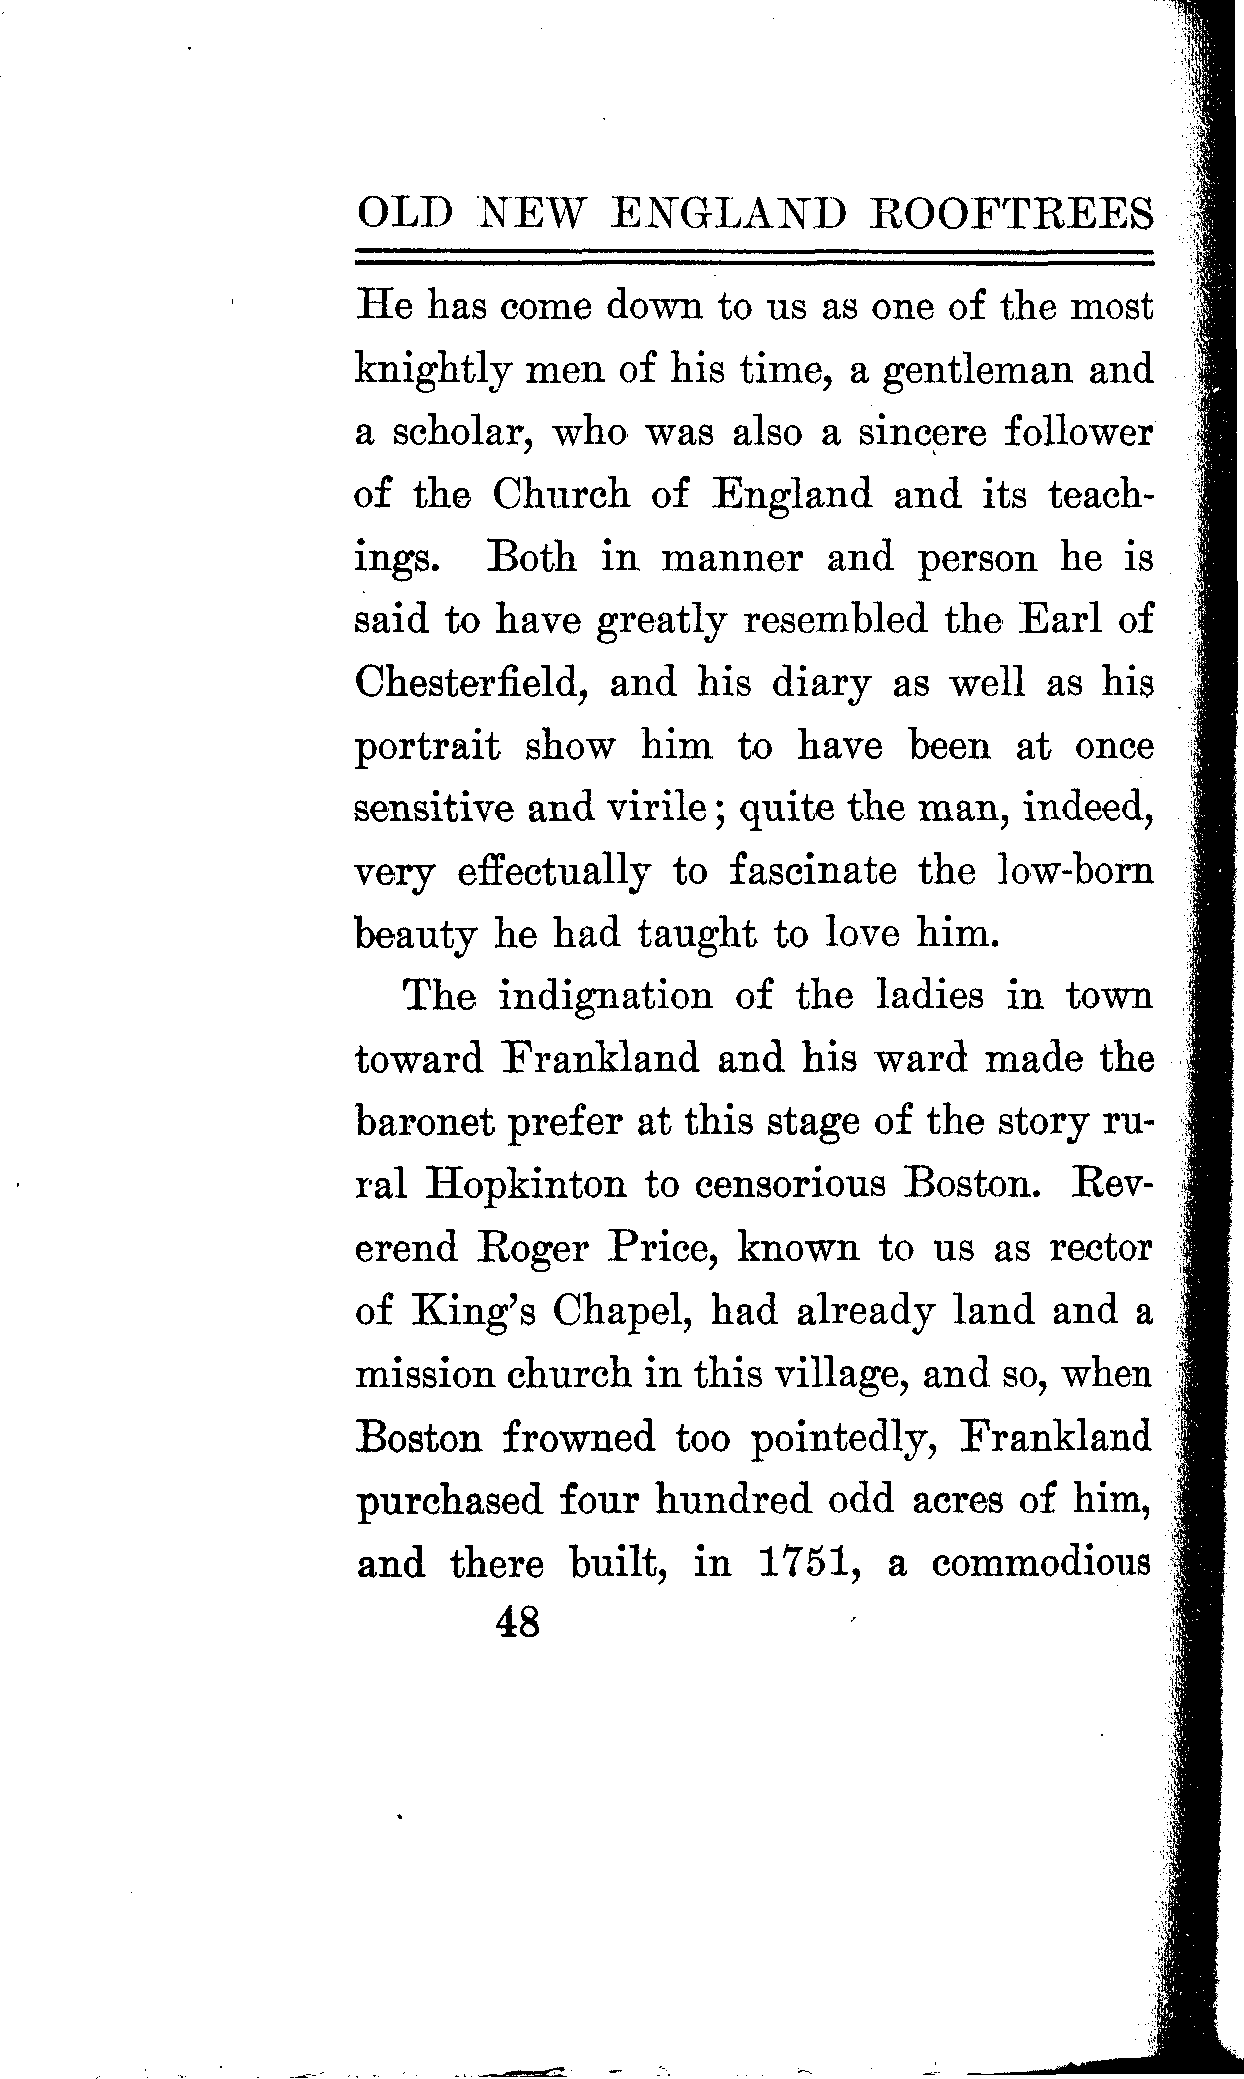 OLD NEW ENGLAND ROOFTREES
He has come down to us as one of the most
knightly men of his time, a gentleman and
a scholar, who was also a sincere follower
of the Church of England and its teach-
ings. Both in manner and person he is
said to have greatly resembled the Earl of
Chesterfield, and his diary as well as his
portrait show him to have been at once
sensitive and virile; quite the man, indeed,
very effectually to fascinate the low-born
beauty he had taught to love him.
The indignation of the ladies in town
toward Frankland and his ward made the
baronet prefer at this stage of the story ru-
ral Hopkinton to censorious Boston. Rev-
erend Roger Price, known to us as rector
of King's Chapel, had already land and a
mission church in this village, and so, when
Boston frowned too pointedly, Frankland
purchased four hundred odd acres of him,
and there built, in 1751, a commodious
48